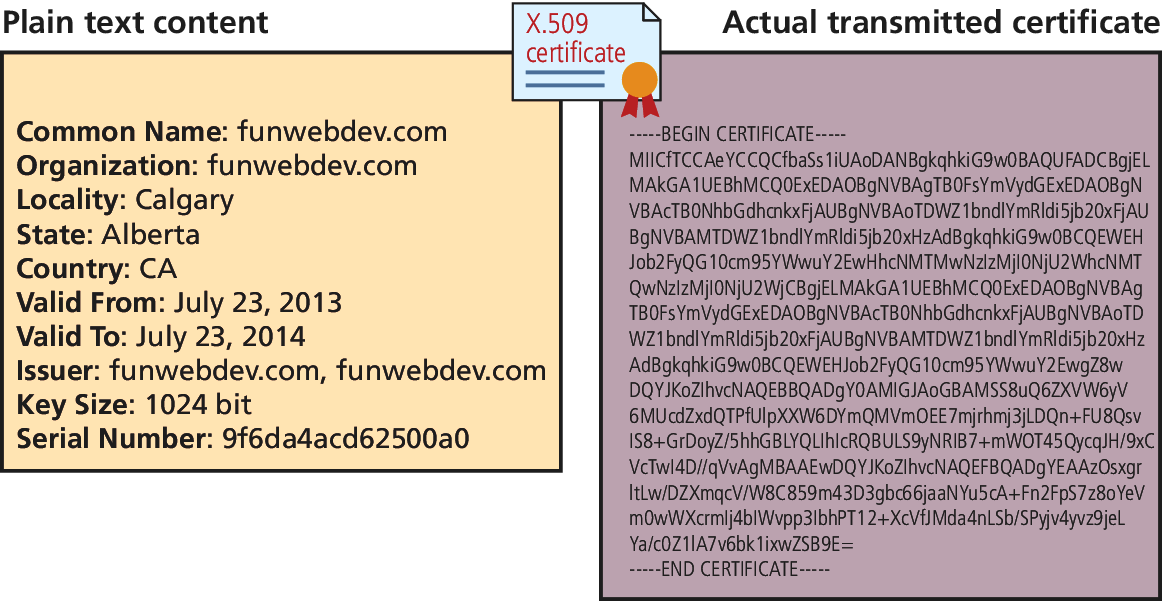 Plain text content
X.509
certificate
Actual transmitted certificate
Common Name: funwebdev.com
Organization: funwebdev.com
Locality: Calgary
State: Alberta
Country: CA
Valid From: July 23, 2013
Valid To: July 23, 2014
Issuer: funwebdev.com, funwebdev.com
Key Size: 1024 bit
Serial Number: 9f6da4acd62500a0
-----BEGIN CERTIFICATE-----
MIICfTCCAeYCCQCfbaSs1iUAoDANBgkqhkiG9w0BAQUFADCBgjEL
MAkGA1UEBhMCQ0ExEDAOBgNVBAgTB0FsYmVydGExEDAOBgN
VBAcTB0NhbGdhcnkxFjAUBgNVBAoTDWZ1bndlYmRldi5jb20xFjAU
BgNVBAMTDWZ1bndlYmRldi5jb20xHzAdBgkqhkiG9w0BCQEWEH
Job2FyQG10cm95YWwuY2EwHhcNMTMwNzIzMjI0NjU2WhcNMT
QwNzIzMjI0NjU2WjCBgjELMAkGA1UEBhMCQ0ExEDAOBgNVBAg
TB0FsYmVydGExEDAOBgNVBAcTB0NhbGdhcnkxFjAUBgNVBAoTD
WZ1bndlYmRldi5jb20xFjAUBgNVBAMTDWZ1bndlYmRldi5jb20xHz
AdBgkqhkiG9w0BCQEWEHJob2FyQG10cm95YWwuY2EwgZ8w
DQYJKoZIhvcNAQEBBQADgY0AMIGJAoGBAMSS8uQ6ZXVW6yV
6MUcdZxdQTPfUlpXXW6DYmQMVmOEE7mjrhmj3jLDQn+FU8Qsv
IS8+GrDoyZ/5hhGBLYQLIhIcRQBULS9yNRIB7+mWOT45QycqJH/9xC
VcTwI4D//qVvAgMBAAEwDQYJKoZIhvcNAQEFBQADgYEAAzOsxgr
ltLw/DZXmqcV/W8C859m43D3gbc66jaaNYu5cA+Fn2FpS7z8oYeV
m0wWXcrmIj4bIWvpp3IbhPT12+XcVfJMda4nLSb/SPyjv4yvz9jeL
Ya/c0Z1lA7v6bk1ixwZSB9E=
-----END CERTIFICATE-----